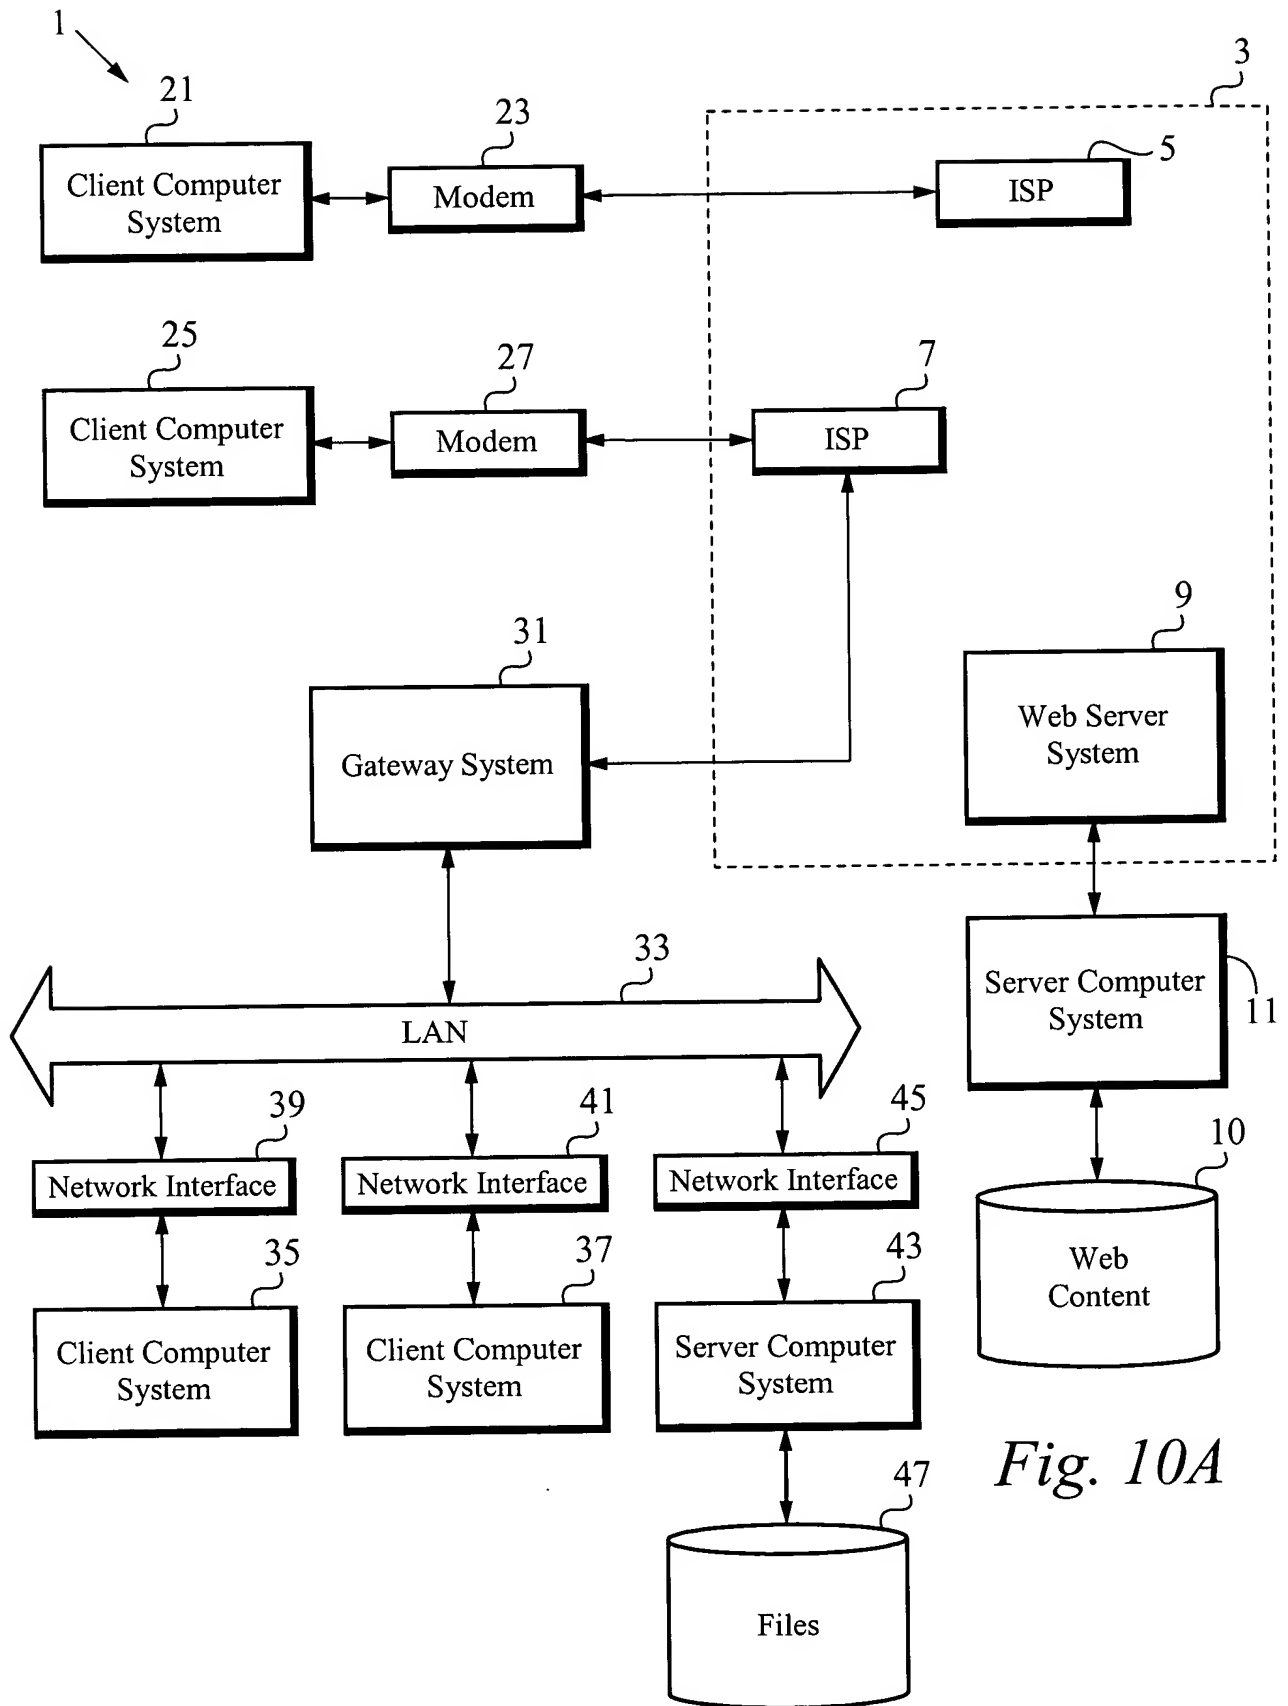 1
3
21
23
5
Client Computer
System
Modem
ISP
25
27
7
Client Computer
System
Modem
ISP
31
9
Gateway System
Web Server
System
33
LAN
Server Computer
System
11
39
41
45
10
Network Interface
Network Interface
Network Interface
Web
Content
35
37
43
Client Computer
System
Client Computer
System
Server Computer
System
Fig. 10A
47
Files